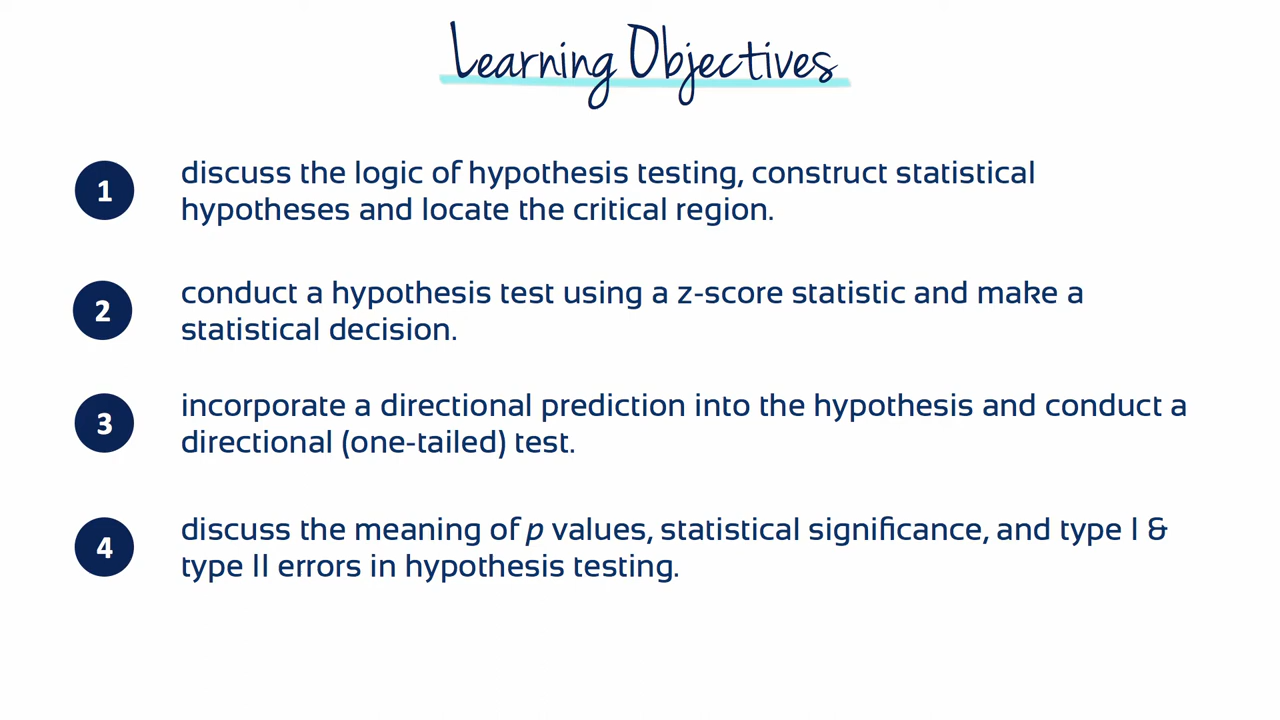 Learning Objectives
1
discuss the logic of hypothesis testing, construct statistical
hypotheses and locate the critical region.
2
conduct a hypothesis test using a z-score statistic and make a
statistical decision.
3
incorporate a directional prediction into the hypothesis and conduct a
directional (one-tailed) test.
4
discuss the meaning of p values, statistical significance, and type I &
type II errors in hypothesis testing.